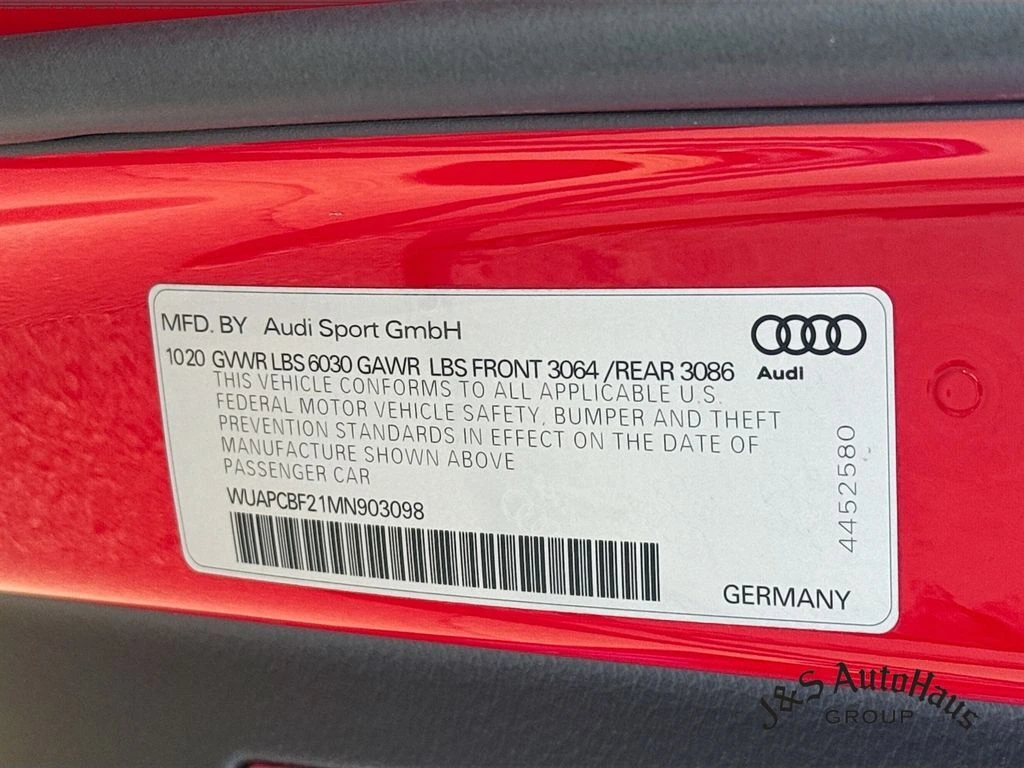 MFD. BY Audi Sport GmbH
Audi
1020 GVWR LBS 6030 GAWR LBS FRONT 3064 /REAR 3086
THIS VEHICLE CONFORMS TO ALL APPLICABLE U.S.
FEDERAL MOTOR VEHICLE SAFETY, BUMPER AND THEFT
PREVENTION STANDARDS IN EFFECT ON THE DATE OF
MANUFACTURE SHOWN ABOVE
PASSENGER CAR
WUAPCBF21MN903098
4452580
GERMANY
J&S AutoHaus
GROUP